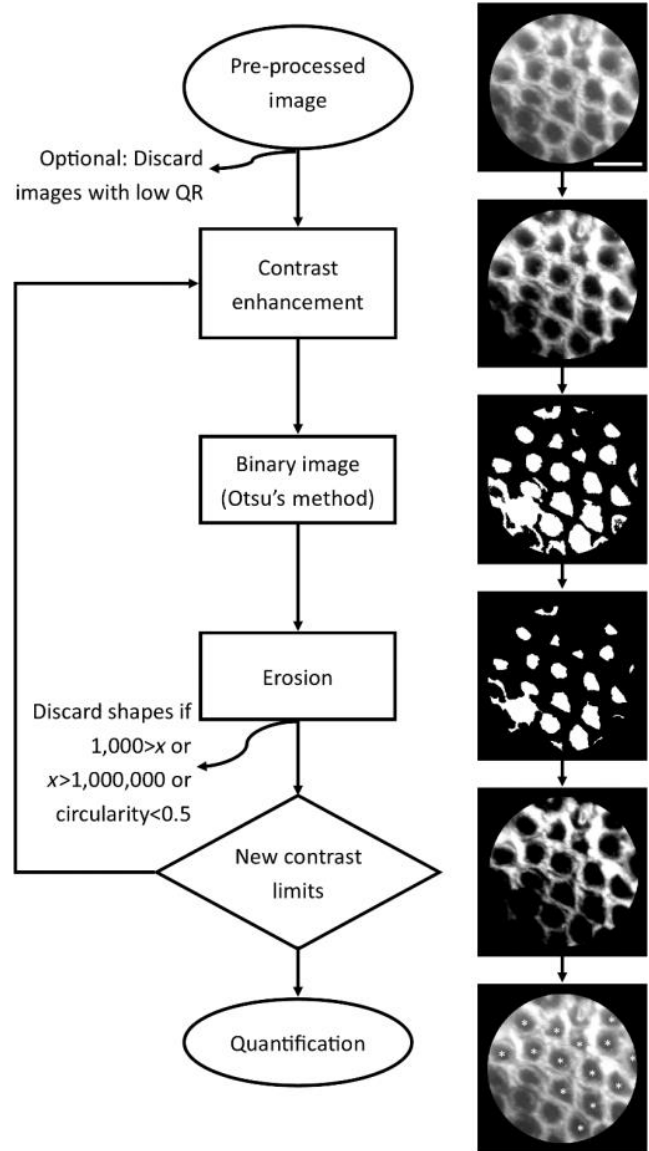 Pre-processed
image
Optional: Discard
images with low QR
Contrast
enhancement
Binary image
(Otsu's method)
Erosion
Discard shapes if
1,000>x or
x>1,000,000 or
circularity<0.5
New contrast
limits
Quantification